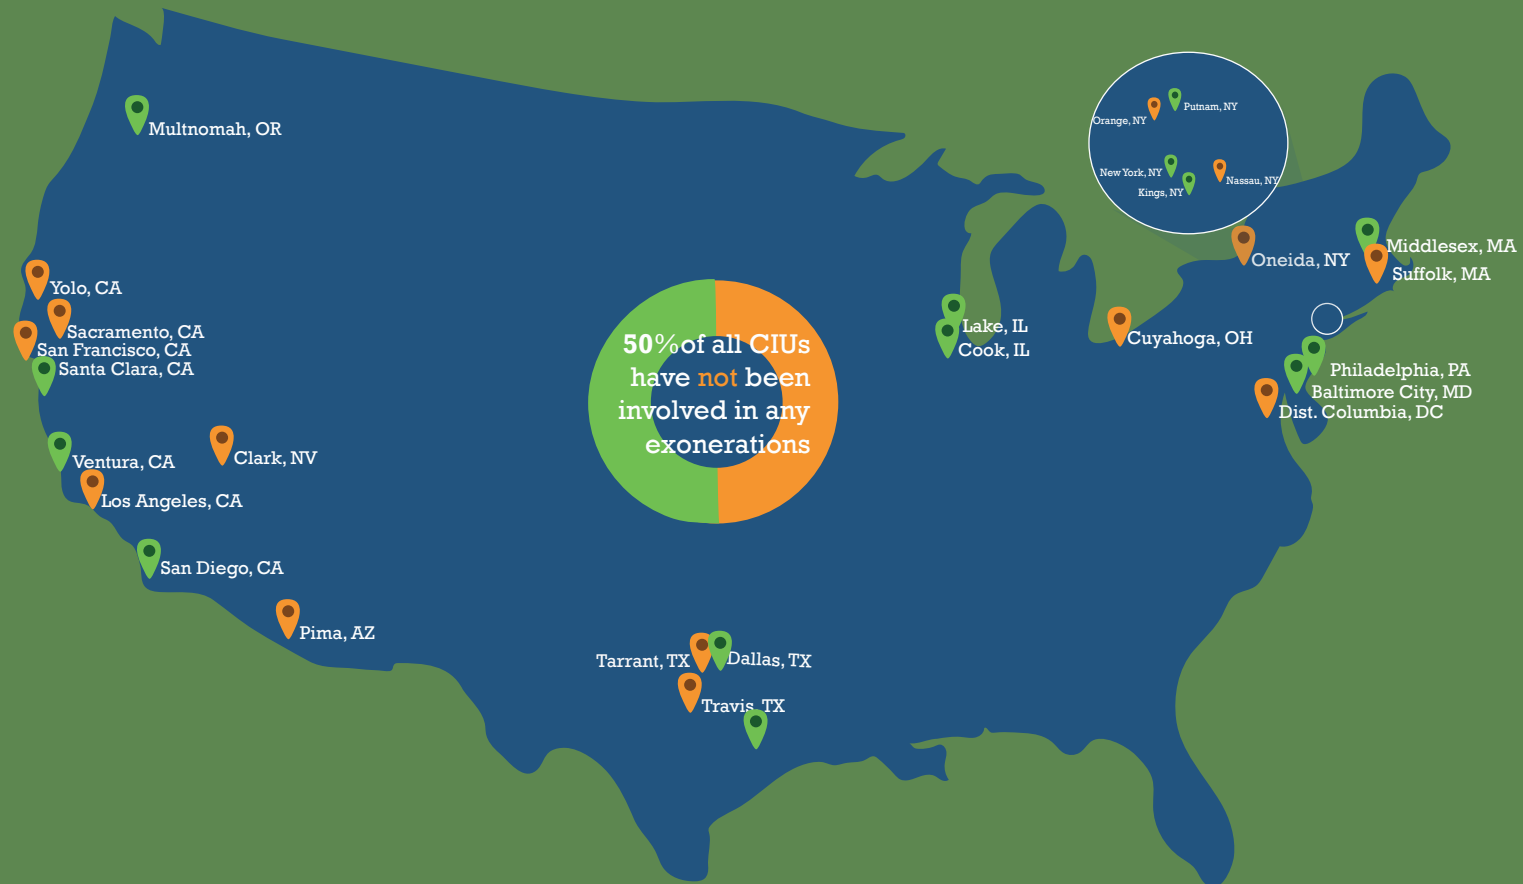 Multnomah, OR
Putnam, NY
Orange, NY
New York, NY
Nassau, NY
Kings, NY
Middlesex, MA
Oneida, NY
Suffolk, MA
Yolo, CA
Sacramento, CA
San Francisco, CA
Santa Clara, CA
Lake, IL
Cook, IL
Cuyahoga, OH
50%of all CIUs
have not been
involved in any
exonerations
Philadelphia, PA
Baltimore City, MD
Dist. Columbia, DC
Ventura, CA
Clark, NV
Los Angeles, CA
San Diego, CA
Pima, AZ
Tarrant, TX
Dallas, TX
Travis, TX